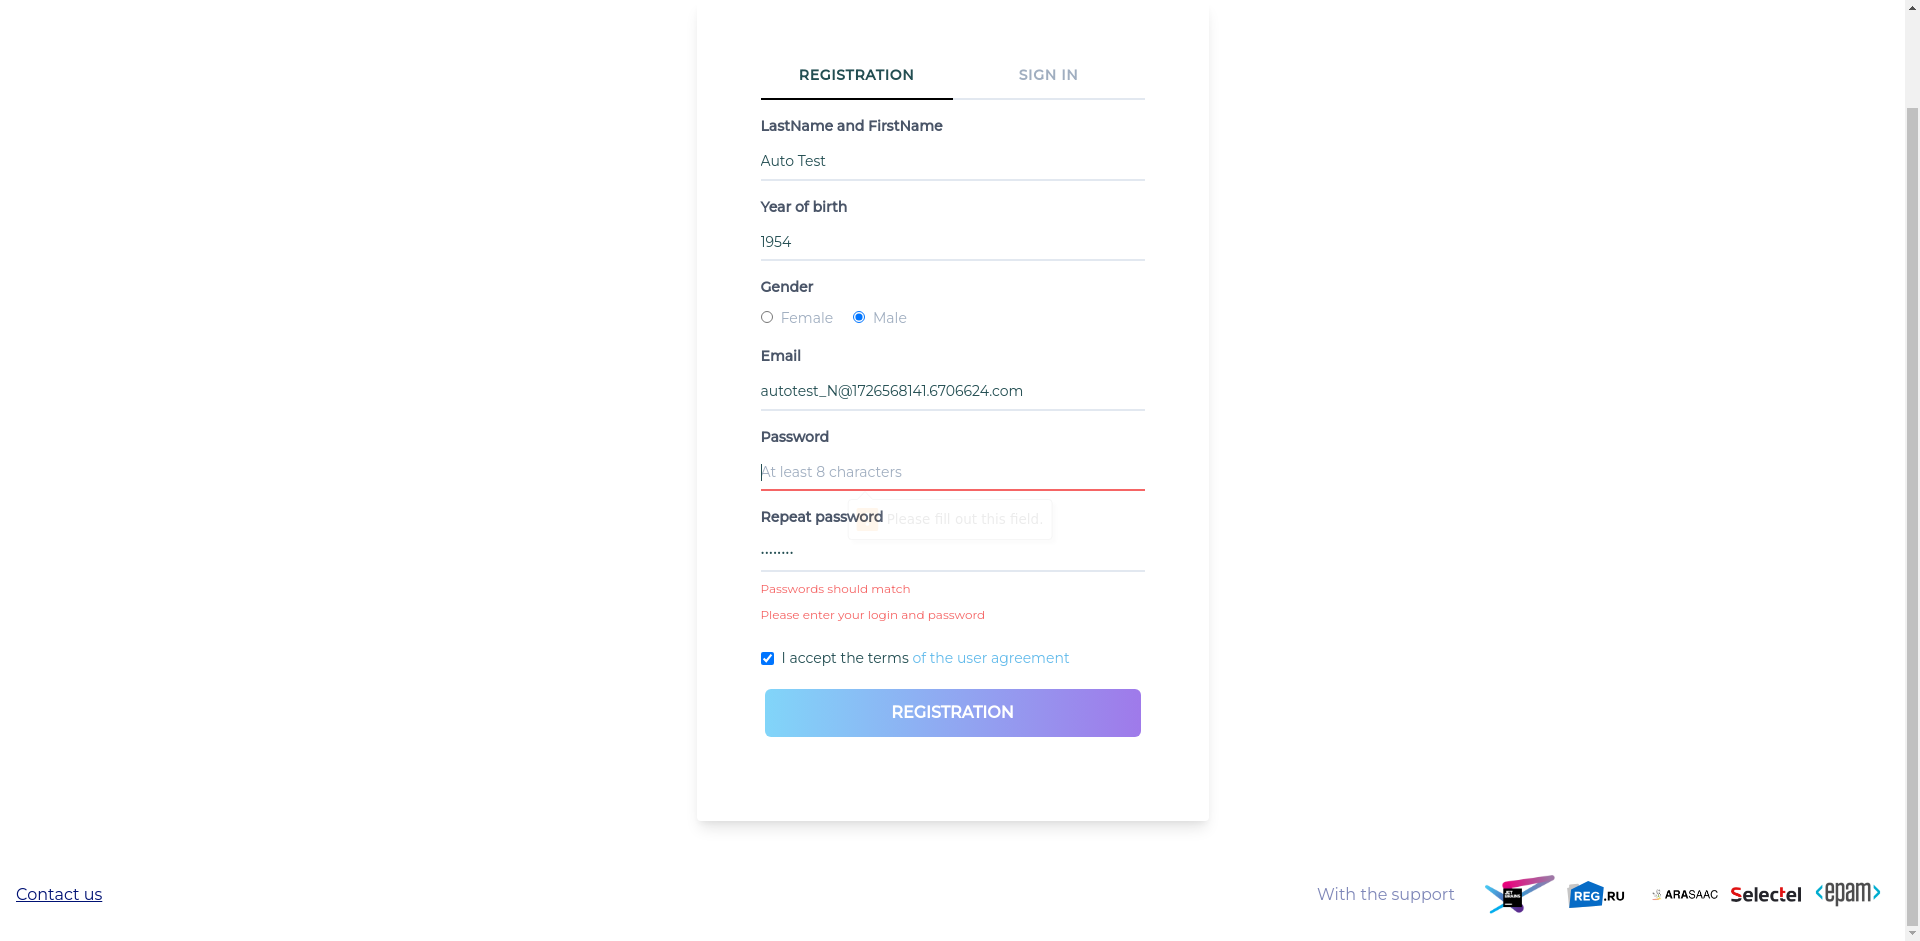 REGISTRATION SIGN IN
LastName and FirstName
Auto Test
Year of birth
1954
Gender
Female Male
Email
autotest_N@1726568141.6706624.com
Password
At least 8 characters
Please fill out this field.
Repeat password
Passwords should match
Please enter your login and password
I accept the terms of the user agreement
REGISTRATION
Contact us
With the support
JET BRAINS
REG.RU
ARASAAC
Selectel
<epam>